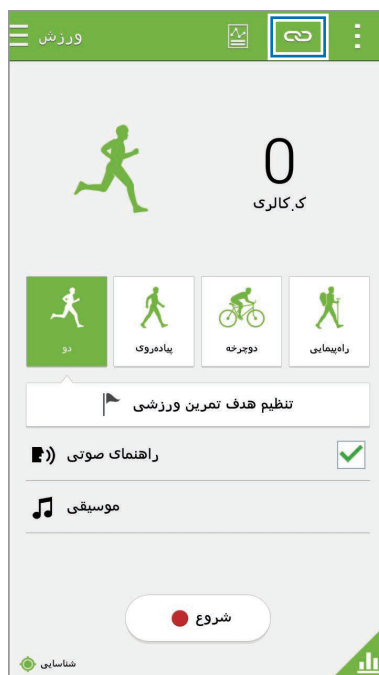 ورزش
0
ک.کالری
دو
پیاده‌روی
دوچرخه
راه‌پیمایی
تنظیم هدف تمرین ورزشی
راهنمای صوتی
موسیقی
شروع
شناسایی